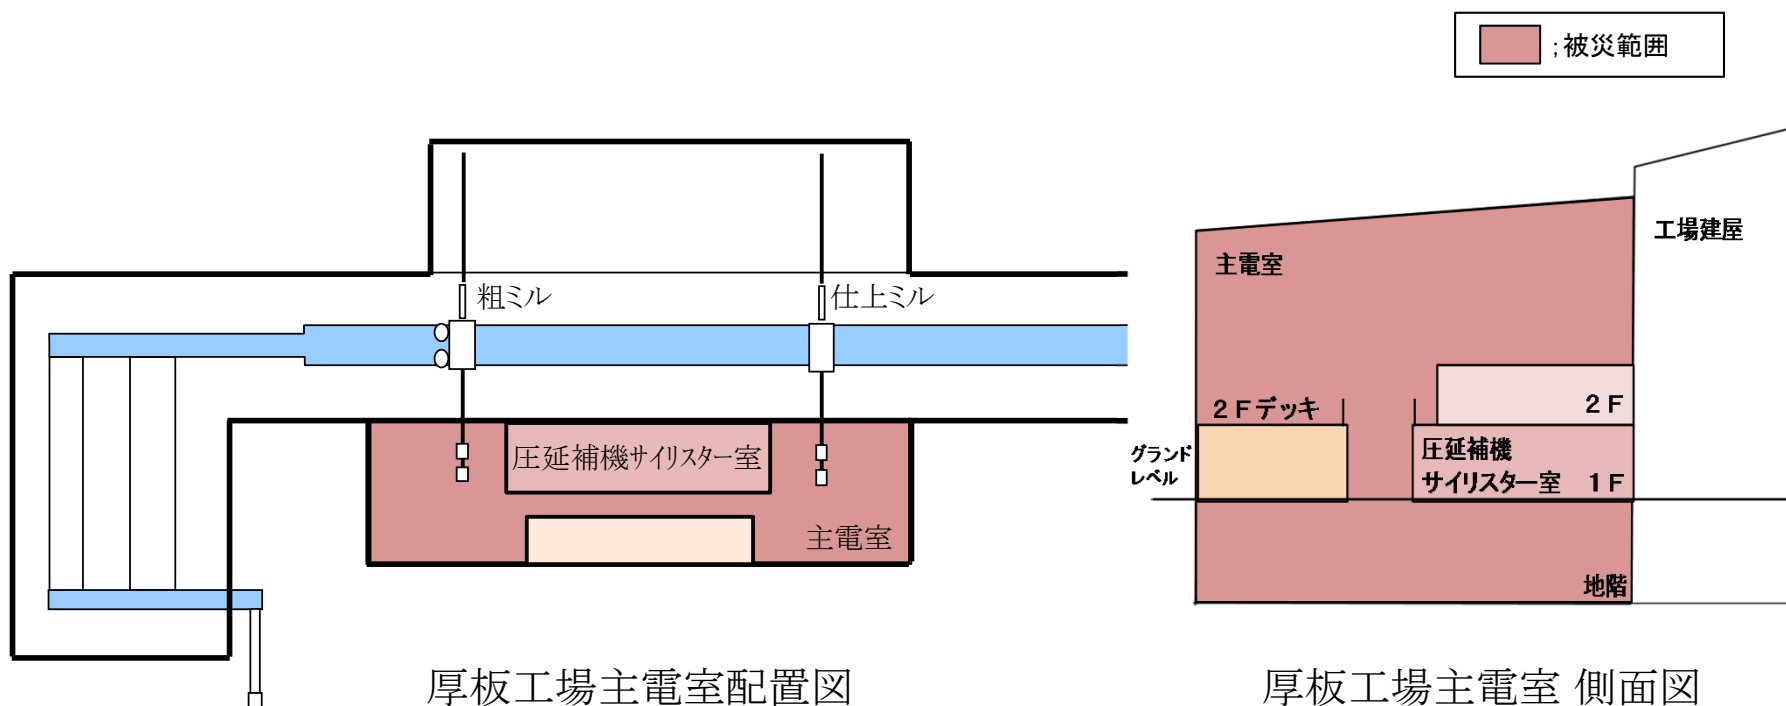 ;被災範囲
粗ミル
仕上ミル
圧延補機サイリスター室
主電室
厚板工場主電室配置図
工場建屋
主電室
2Fデッキ
2F
グランド
レベル
圧延補機
サイリスター室 1F
地階
厚板工場主電室 側面図